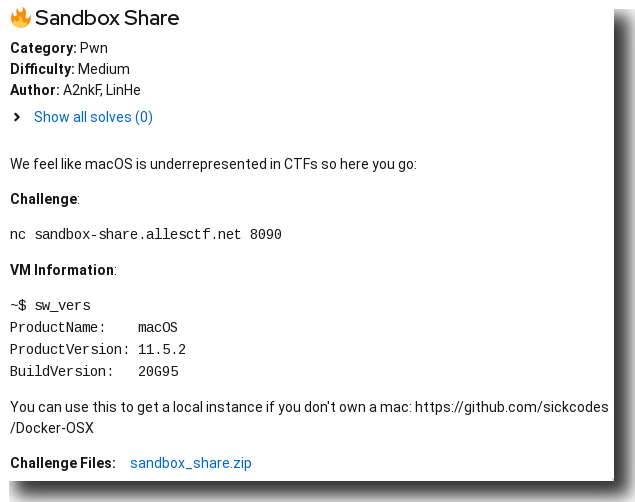 Sandbox Share
Category: Pwn
Difficulty: Medium
Author: A2nkF, LinHe
Show all solves (0)
We feel like macOS is underrepresented in CTFs so here you go:
Challenge:
nc sandbox-share.allesctf.net 8090
VM Information:
~$ sw_vers
ProductName:    macOS
ProductVersion: 11.5.2
BuildVersion:   20G95
You can use this to get a local instance if you don't own a mac: https://github.com/sickcodes
/Docker-OSX
Challenge Files: sandbox_share.zip